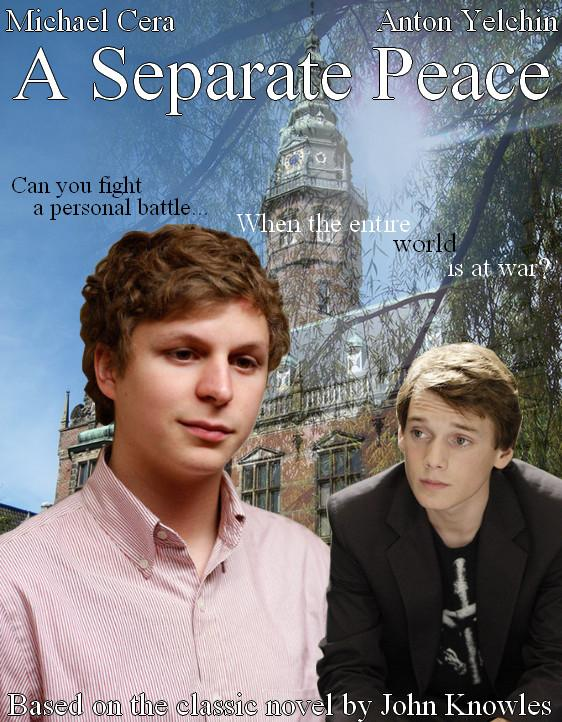 Michael Cera Anton Yelchin
A Separate Peace
Can you fight
a personal battle...
When the entire
world
is at war?
Based on the classic novel by John Knowles